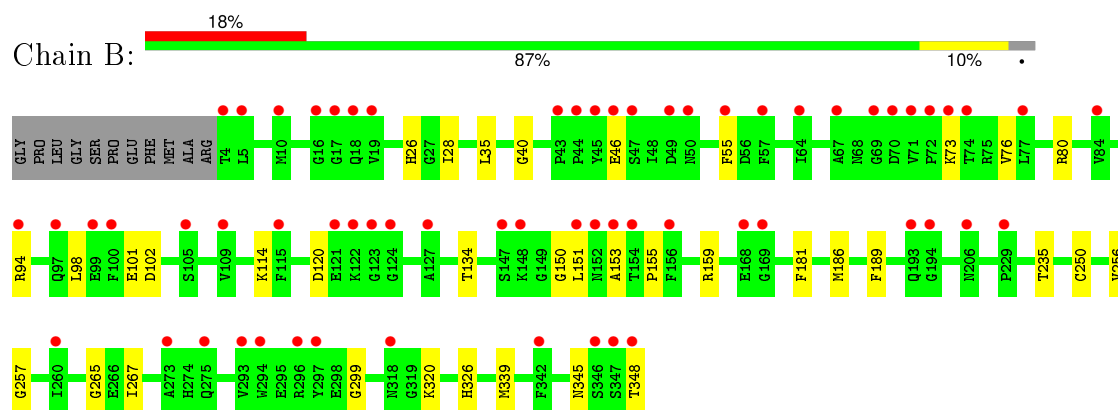 18%
Chain B:
87% 10% •
GLY PRO LEU GLY SER PRO GLU PHE MET ALA ARG T4 L5 M10 G16 G17 Q18 V19 H26 G27 I28 L35 G40 P43 P44 Y45 E46 S47 I48 D49 N50 F55 D56 F57 I64 A67 N68 G69 D70 V71 P72 K73 T74 R75 V76 L77 R80 V84
R94 Q97 L98 E99 F100 E101 D102 S105 V109 K114 F115 D120 E121 K122 G123 G124 A127 T134 S147 K148 G149 G150 L151 N152 A153 T154 P155 F156 R159 E168 G169 F181 M186 F189 Q193 G194 N206 P229 T235 C250 V256
G257 I260 G265 E266 I267 A273 H274 Q275 V293 W294 E295 R296 Y297 E298 G299 N318 G319 K320 H326 M339 F342 N345 S346 S347 T348